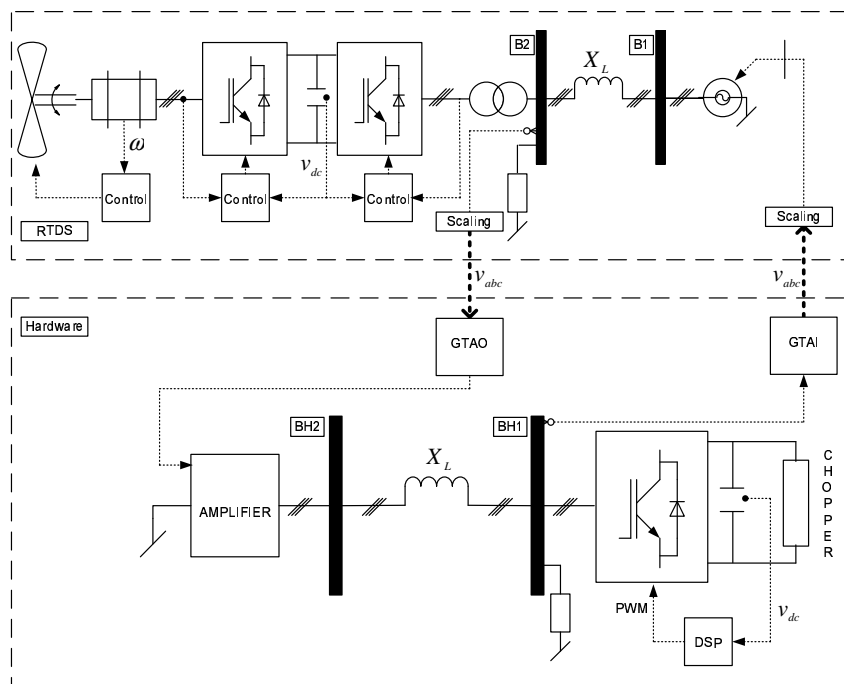 B2
B1
X_L
ω
v_dc
Control
Control
Control
Scaling
Scaling
RTDS
v_abc
v_abc
Hardware
GTAO
GTAI
BH2
BH1
X_L
AMPLIFIER
CHOPPER
PWM
v_dc
DSP